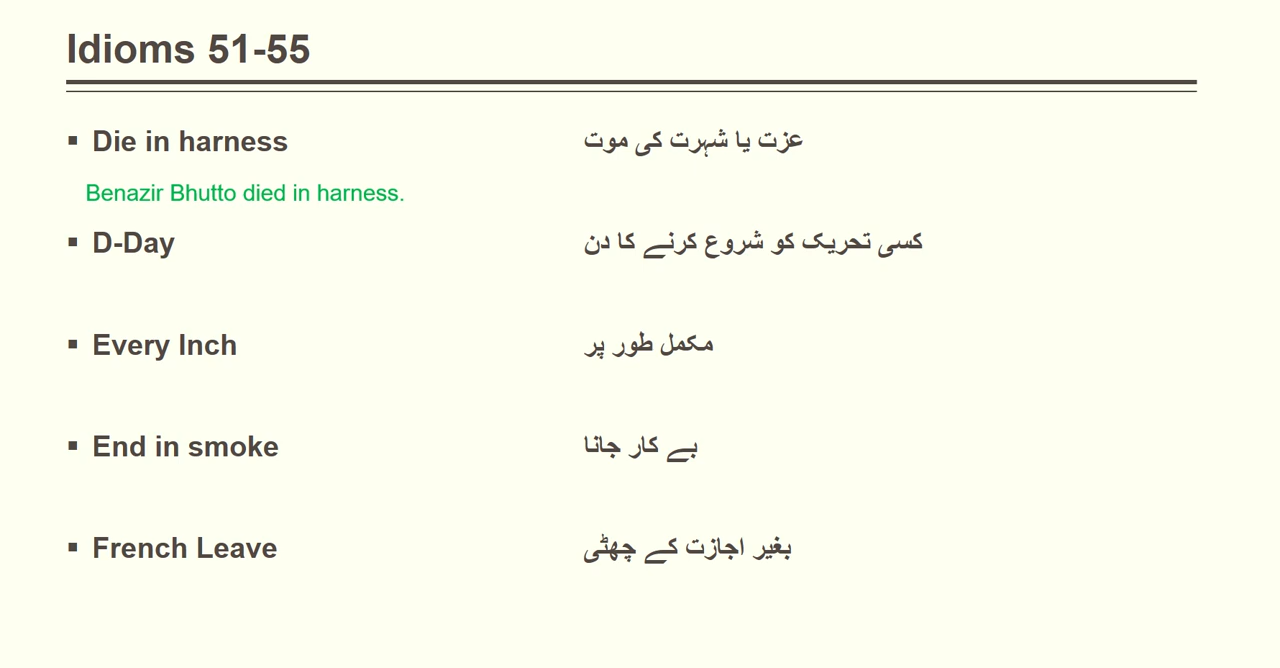 Idioms 51-55
▪ Die in harness عزت یا شہرت کی موت
Benazir Bhutto died in harness.
▪ D-Day کسی تحریک کو شروع کرنے کا دن
▪ Every Inch مکمل طور پر
▪ End in smoke بے کار جانا
▪ French Leave بغیر اجازت کے چھٹی